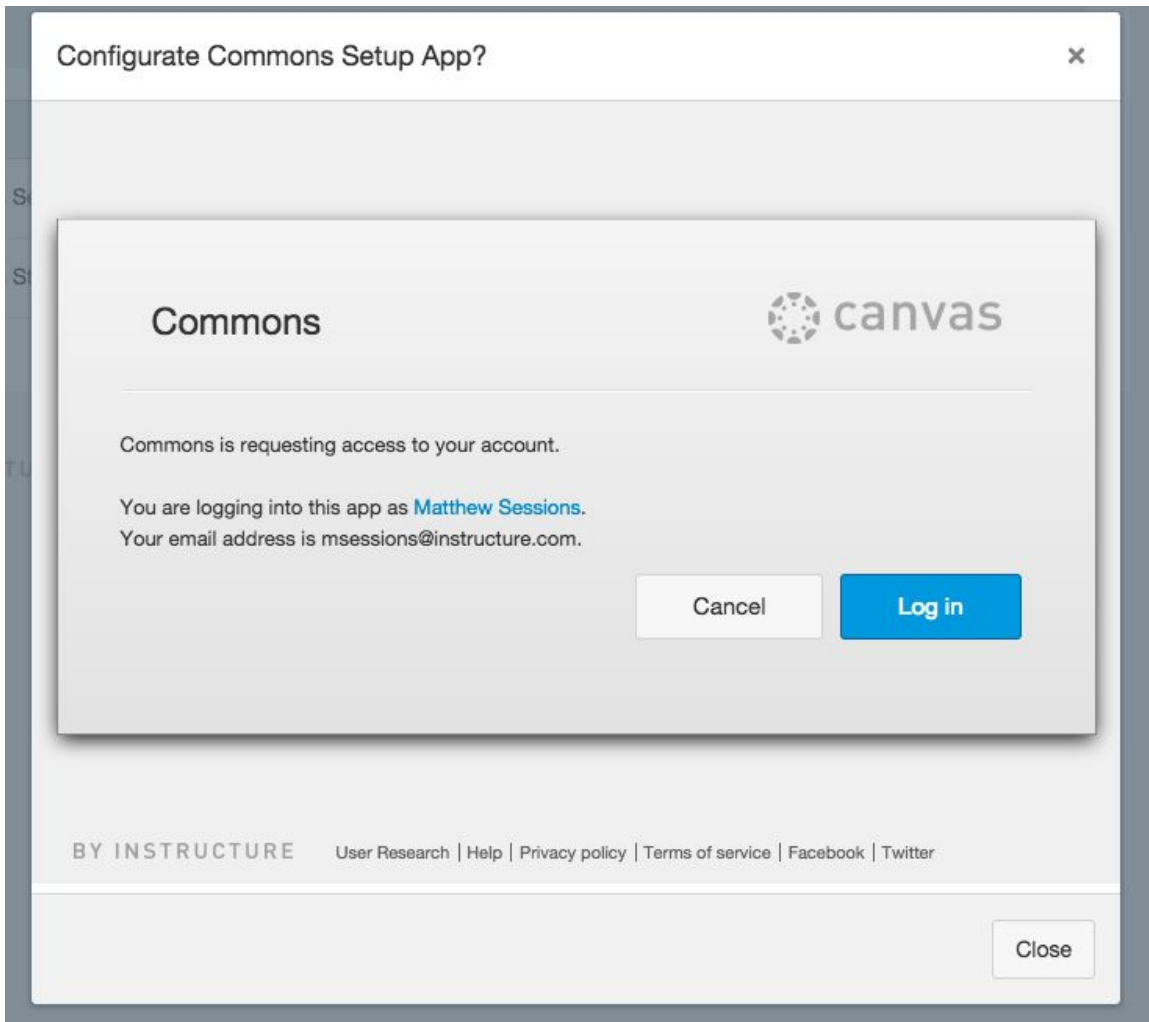 Configurate Commons Setup App?
×
Commons
canvas
Commons is requesting access to your account.
You are logging into this app as Matthew Sessions.
Your email address is msessions@instructure.com.
Cancel
Log in
BY INSTRUCTURE
User Research | Help | Privacy policy | Terms of service | Facebook | Twitter
Close